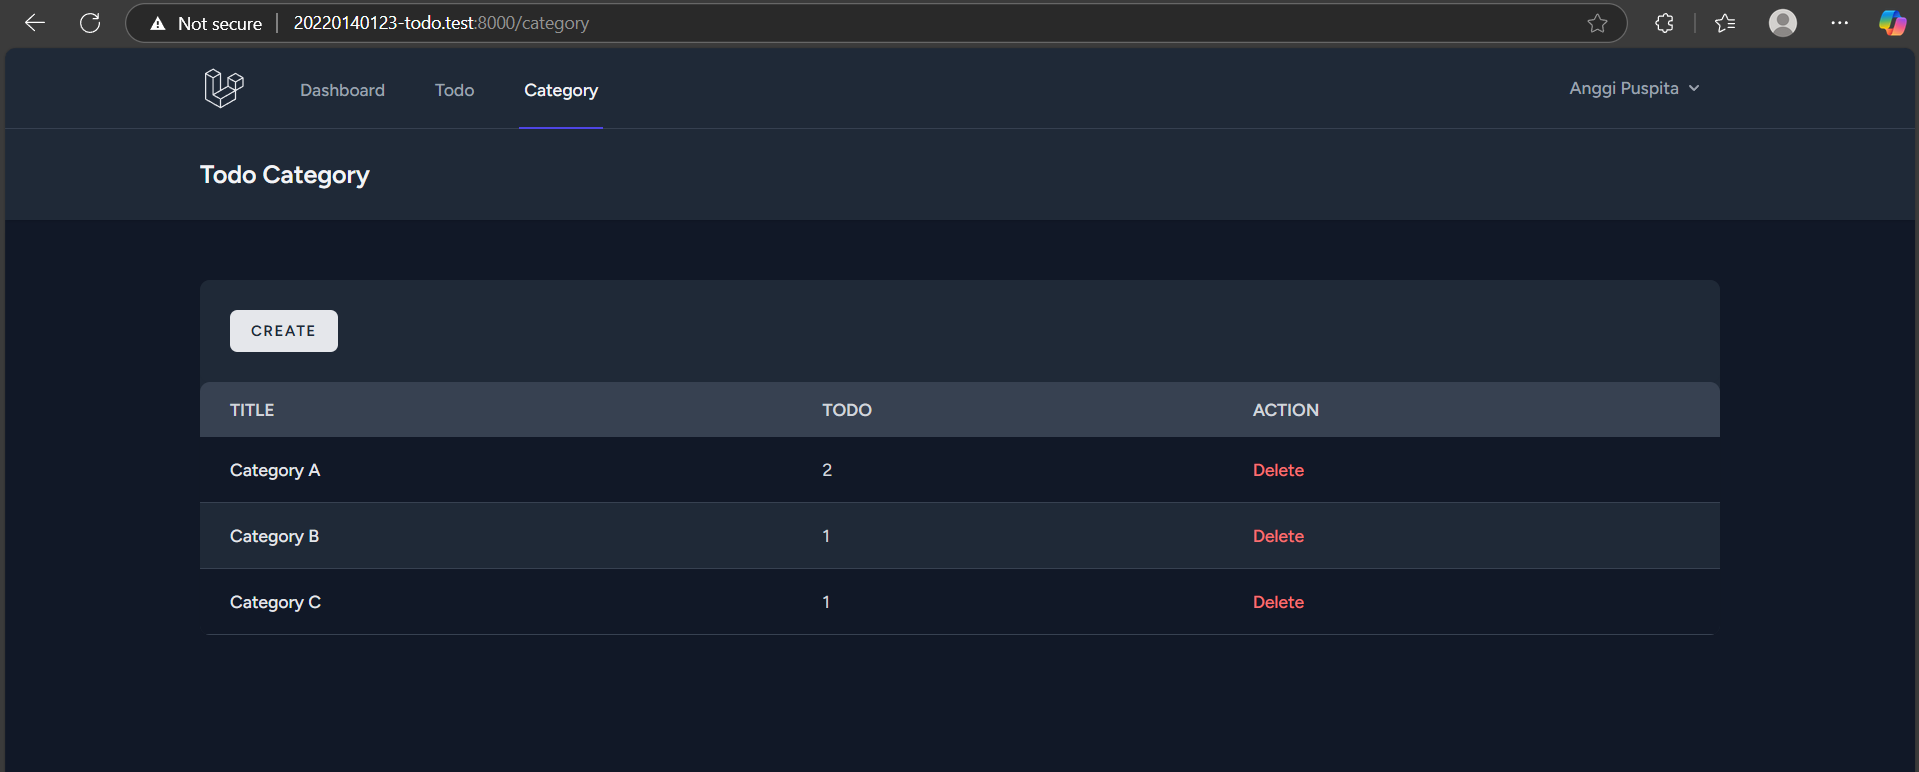 Not secure 20220140123-todo.test:8000/category
Dashboard Todo Category Anggi Puspita
Todo Category
CREATE
TITLE TODO ACTION
Category A 2 Delete
Category B 1 Delete
Category C 1 Delete